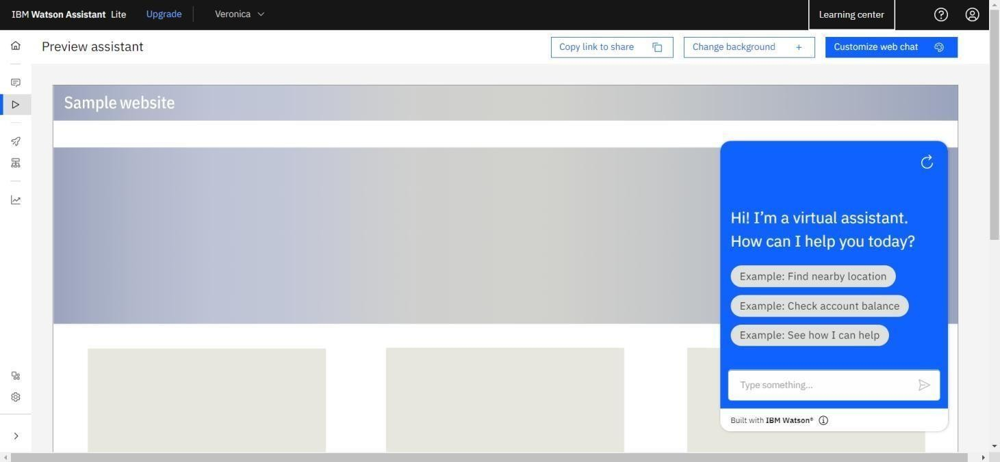 IBM Watson Assistant Lite Upgrade Veronica Learning center
Preview assistant Copy link to share Change background + Customize web chat
Sample website
Hi! I'm a virtual assistant.
How can I help you today?
Example: Find nearby location
Example: Check account balance
Example: See how I can help
Type something...
Built with IBM Watson®